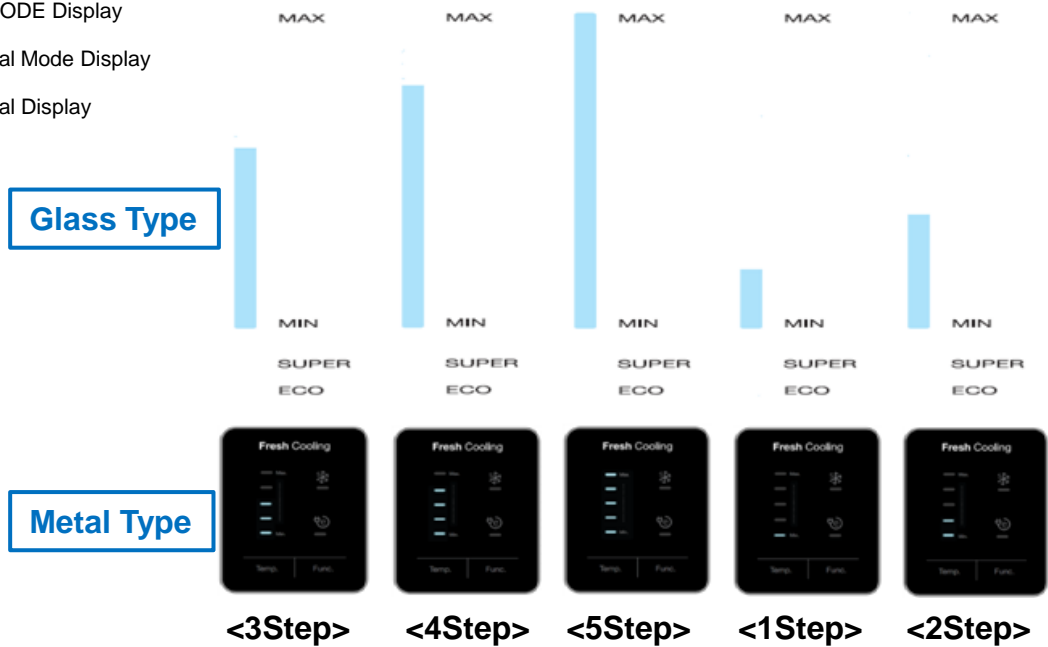 ODE Display
al Mode Display
al Display
MAX MAX MAX MAX MAX
Glass Type
MIN MIN MIN MIN MIN
SUPER SUPER SUPER SUPER SUPER
ECO ECO ECO ECO ECO
Fresh Cooling Fresh Cooling Fresh Cooling Fresh Cooling Fresh Cooling
Metal Type
Temp. Func. Temp. Func. Temp. Func. Temp. Func. Temp. Func.
<3Step> <4Step> <5Step> <1Step> <2Step>